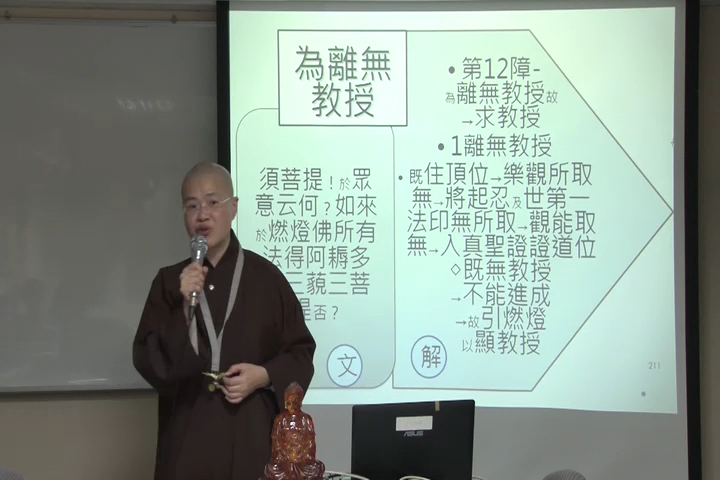 為離無
教授
須菩提！於眾
意云何？如來
於燃燈佛所有
法得阿耨多
三藐三菩
是否？
文
• 第12障-
為離無教授故
→求教授
• 1離無教授
• 既住頂位→樂觀所取
無→將起忍及世第一
法印無所取→觀能取
無→入真聖證證道位
◇既無教授
→不能進成
→故引燃燈
以顯教授
解
211
ASUS